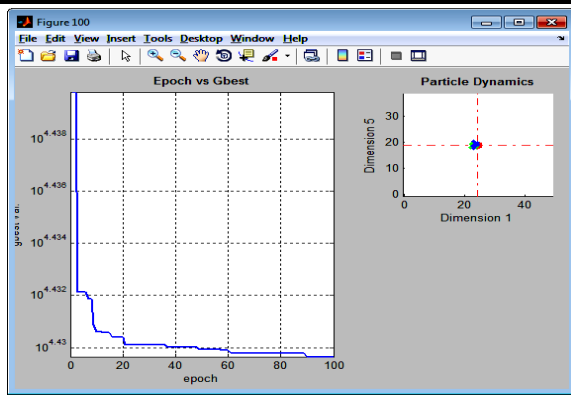 Figure 100
File Edit View Insert Tools Desktop Window Help
Epoch vs Gbest
10^4.438
10^4.436
10^4.434
10^4.432
10^4.43
0 20 40 60 80 100
epoch
Particle Dynamics
Dimension 5
30
20
10
0
0 20 40
Dimension 1